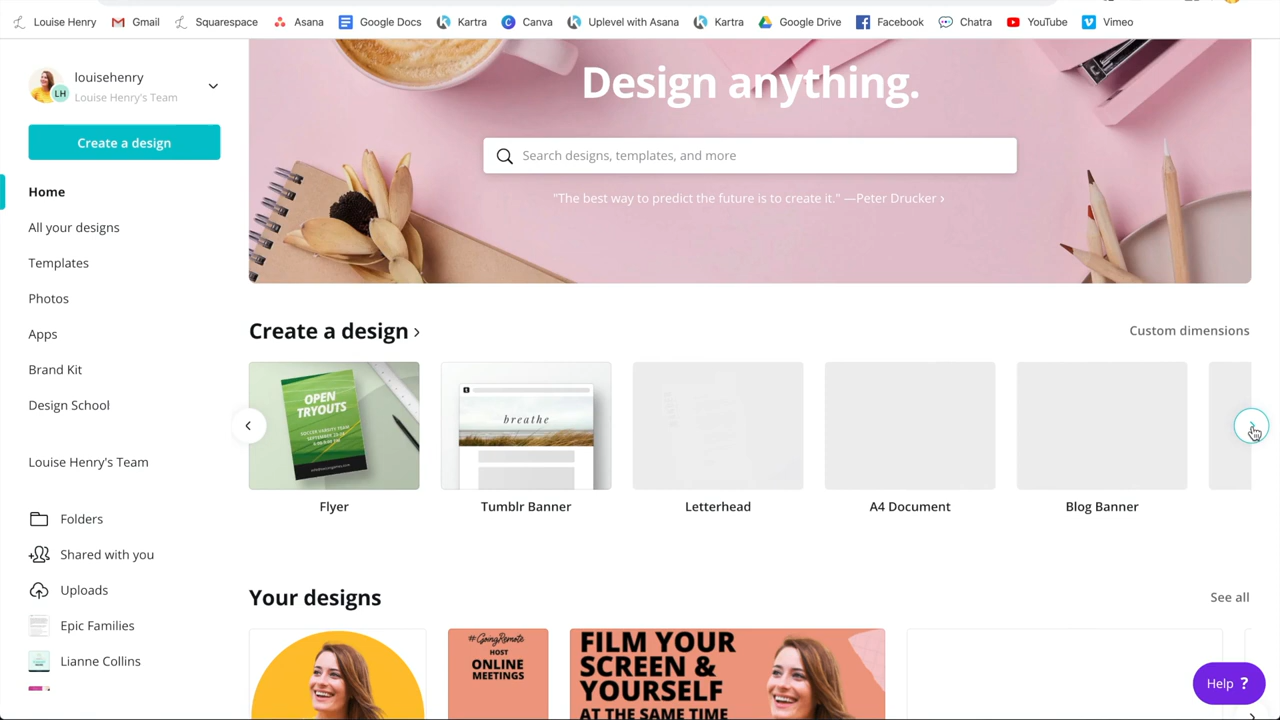 Louise Henry
Gmail
Squarespace
Asana
Google Docs
Kartra
Canva
Uplevel with Asana
Kartra
Google Drive
Facebook
Chatra
YouTube
Vimeo
louisehenry
LH
Louise Henry's Team
Create a design
Home
All your designs
Templates
Photos
Apps
Brand Kit
Design School
Louise Henry's Team
Folders
Shared with you
Uploads
Epic Families
Lianne Collins
Design anything.
Search designs, templates, and more
"The best way to predict the future is to create it." —Peter Drucker ›
Create a design ›
Custom dimensions
OPEN
TRYOUTS
SOCCER VARSITY TEAM
breathe
Flyer
Tumblr Banner
Letterhead
A4 Document
Blog Banner
Your designs
See all
#GoingRemote
HOST
ONLINE
MEETINGS
FILM YOUR
SCREEN &
YOURSELF
AT THE SAME TIME
Help ?